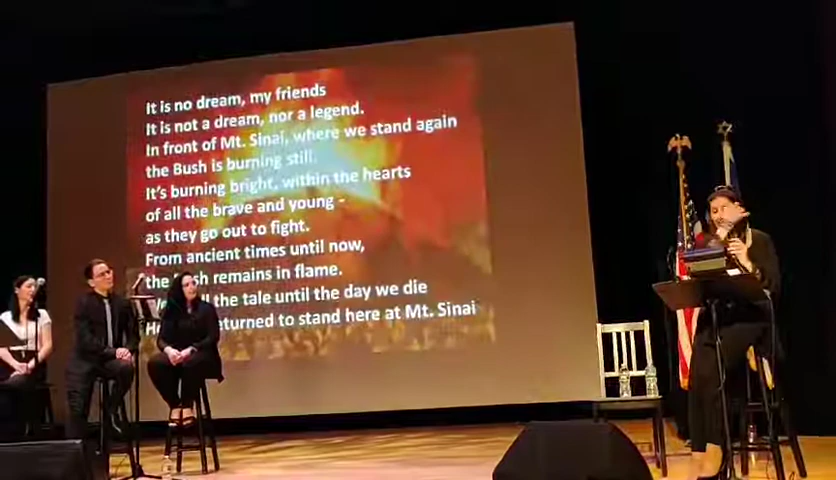 It is no dream, my friends
It is not a dream, nor a legend.
In front of Mt. Sinai, where we stand again
the Bush is burning still.
It's burning bright, within the hearts
of all the brave and young -
as they go out to fight.
From ancient times until now,
the Bush remains in flame.
all the tale until the day we die
returned to stand here at Mt. Sinai